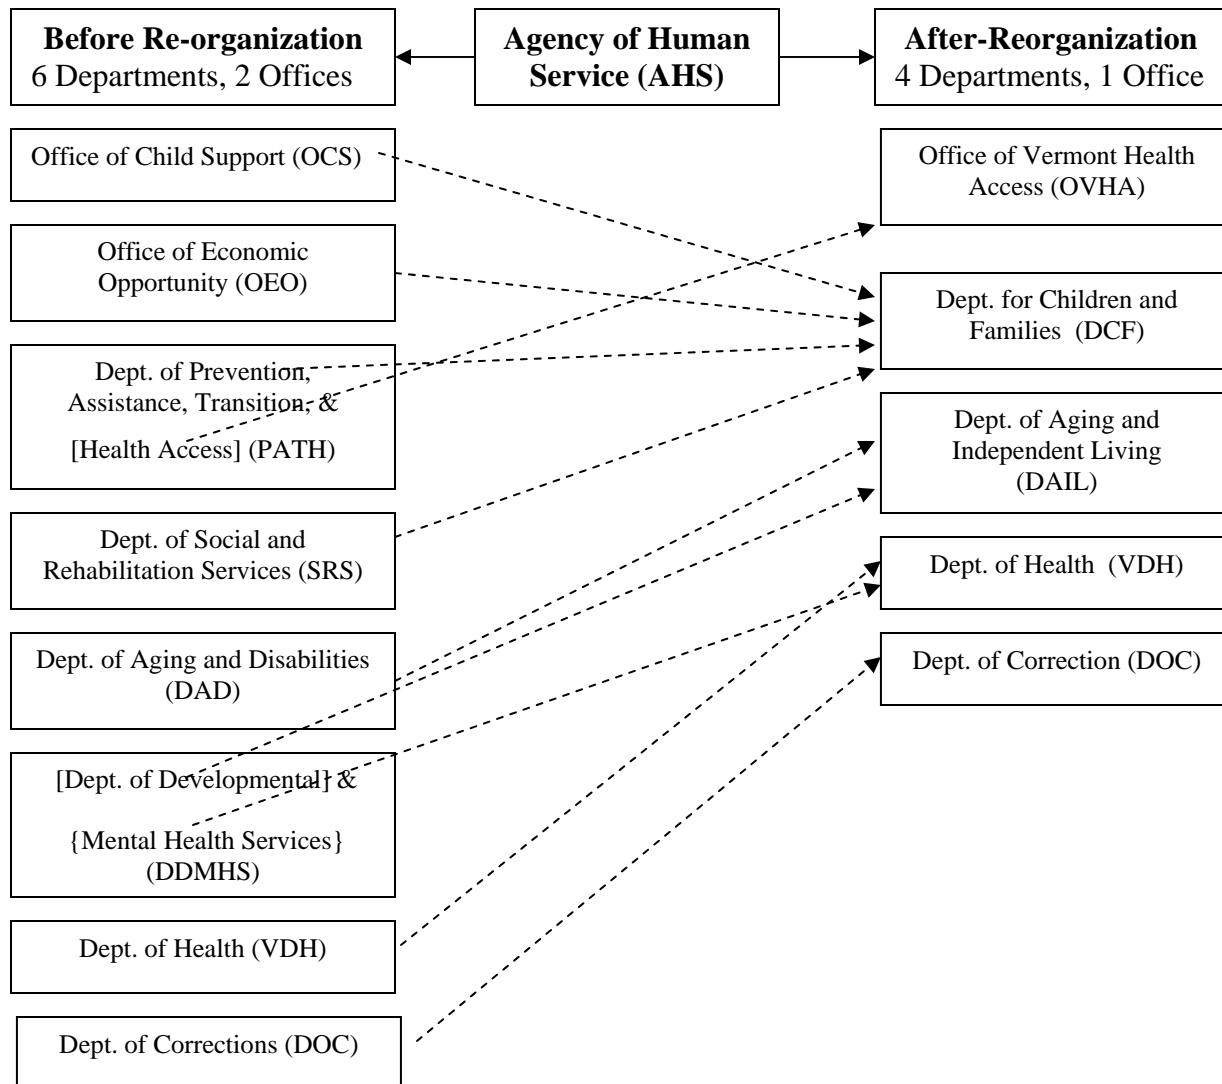 Before Re-organization
6 Departments, 2 Offices
Agency of Human
Service (AHS)
After-Reorganization
4 Departments, 1 Office
Office of Child Support (OCS)
Office of Economic
Opportunity (OEO)
Dept. of Prevention,
Assistance, Transition, &
[Health Access] (PATH)
Dept. of Social and
Rehabilitation Services (SRS)
Dept. of Aging and Disabilities
(DAD)
[Dept. of Developmental] &
{Mental Health Services}
(DDMHS)
Dept. of Health (VDH)
Dept. of Corrections (DOC)
Office of Vermont Health
Access (OVHA)
Dept. for Children and
Families  (DCF)
Dept. of Aging and
Independent Living
(DAIL)
Dept. of Health  (VDH)
Dept. of Correction (DOC)